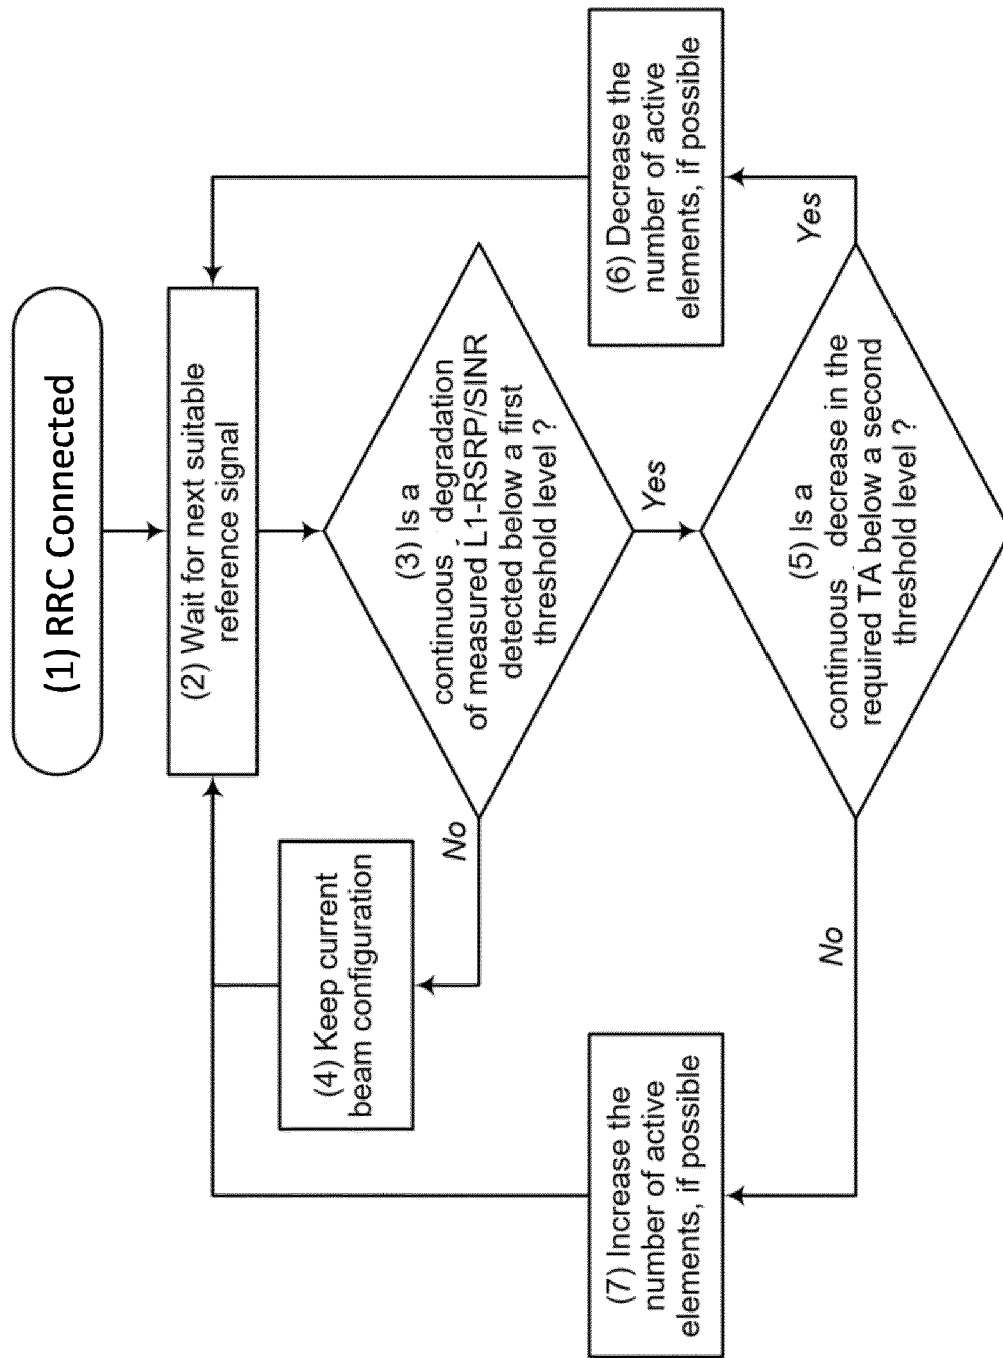 (1) RRC Connected
(2) Wait for next suitable
reference signal
(3) Is a
continuous degradation
of measured L1-RSRP/SINR
detected below a first
threshold level ?
No
Yes
(4) Keep current
beam configuration
(5) Is a
continuous decrease in the
required TA below a second
threshold level ?
No
Yes
(6) Decrease the
number of active
elements, if possible
(7) Increase the
number of active
elements, if possible